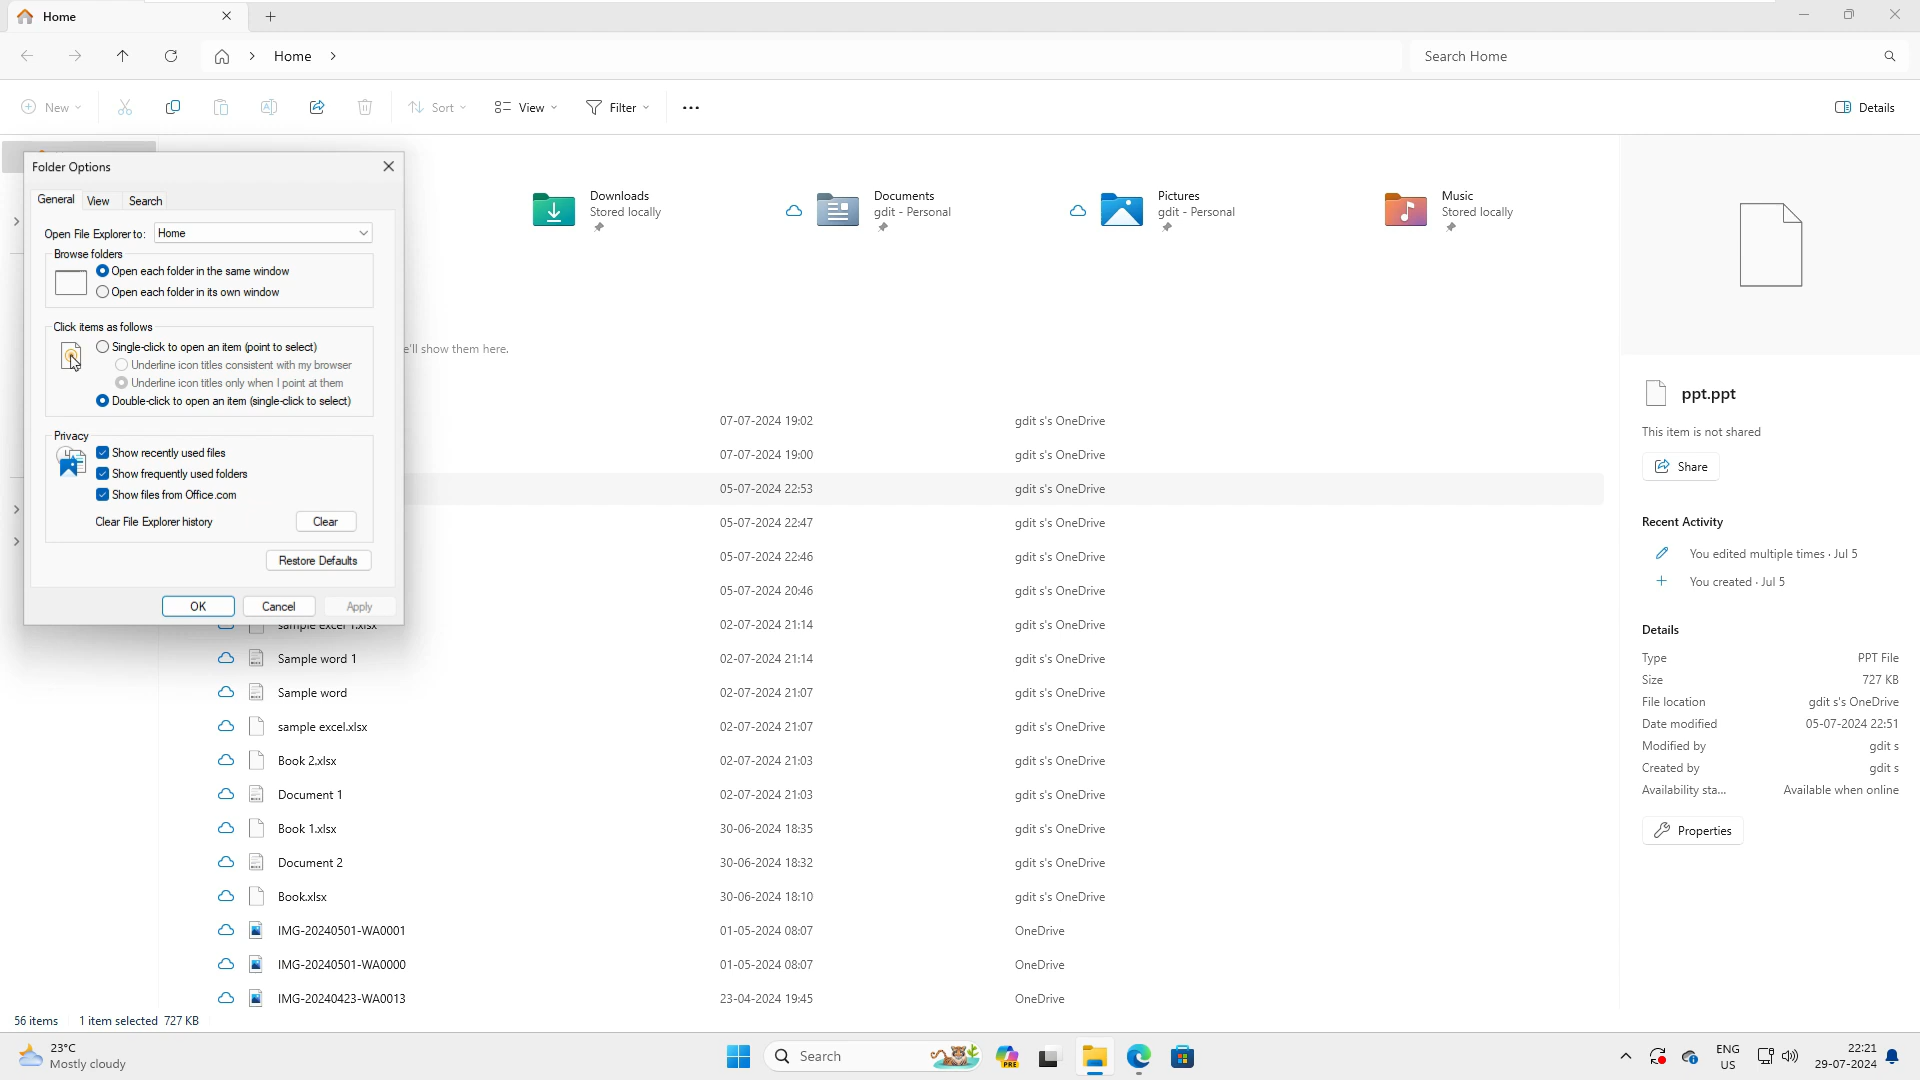 Home
Home
Search Home
New
Sort
View
Filter
Details
Folder Options
General View Search
Open File Explorer to: Home
Browse folders
Open each folder in the same window
Open each folder in its own window
Click items as follows
Single-click to open an item (point to select)
Underline icon titles consistent with my browser
Underline icon titles only when I point at them
Double-click to open an item (single-click to select)
Privacy
Show recently used files
Show frequently used folders
Show files from Office.com
Clear File Explorer history Clear
Restore Defaults
OK Cancel Apply
Downloads
Stored locally
Documents
gdit - Personal
Pictures
gdit - Personal
Music
Stored locally
e'll show them here.
07-07-2024 19:02 gdit s's OneDrive
07-07-2024 19:00 gdit s's OneDrive
05-07-2024 22:53 gdit s's OneDrive
05-07-2024 22:47 gdit s's OneDrive
05-07-2024 22:46 gdit s's OneDrive
05-07-2024 20:46 gdit s's OneDrive
sample excel 1.xlsx 02-07-2024 21:14 gdit s's OneDrive
Sample word 1 02-07-2024 21:14 gdit s's OneDrive
Sample word 02-07-2024 21:07 gdit s's OneDrive
sample excel.xlsx 02-07-2024 21:07 gdit s's OneDrive
Book 2.xlsx 02-07-2024 21:03 gdit s's OneDrive
Document 1 02-07-2024 21:03 gdit s's OneDrive
Book 1.xlsx 30-06-2024 18:35 gdit s's OneDrive
Document 2 30-06-2024 18:32 gdit s's OneDrive
Book.xlsx 30-06-2024 18:10 gdit s's OneDrive
IMG-20240501-WA0001 01-05-2024 08:07 OneDrive
IMG-20240501-WA0000 01-05-2024 08:07 OneDrive
IMG-20240423-WA0013 23-04-2024 19:45 OneDrive
ppt.ppt
This item is not shared
Share
Recent Activity
You edited multiple times · Jul 5
You created · Jul 5
Details
Type PPT File
Size 727 KB
File location gdit s's OneDrive
Date modified 05-07-2024 22:51
Modified by gdit s
Created by gdit s
Availability sta... Available when online
Properties
56 items 1 item selected 727 KB
23°C
Mostly cloudy
Search
PRE
ENG
US
22:21
29-07-2024